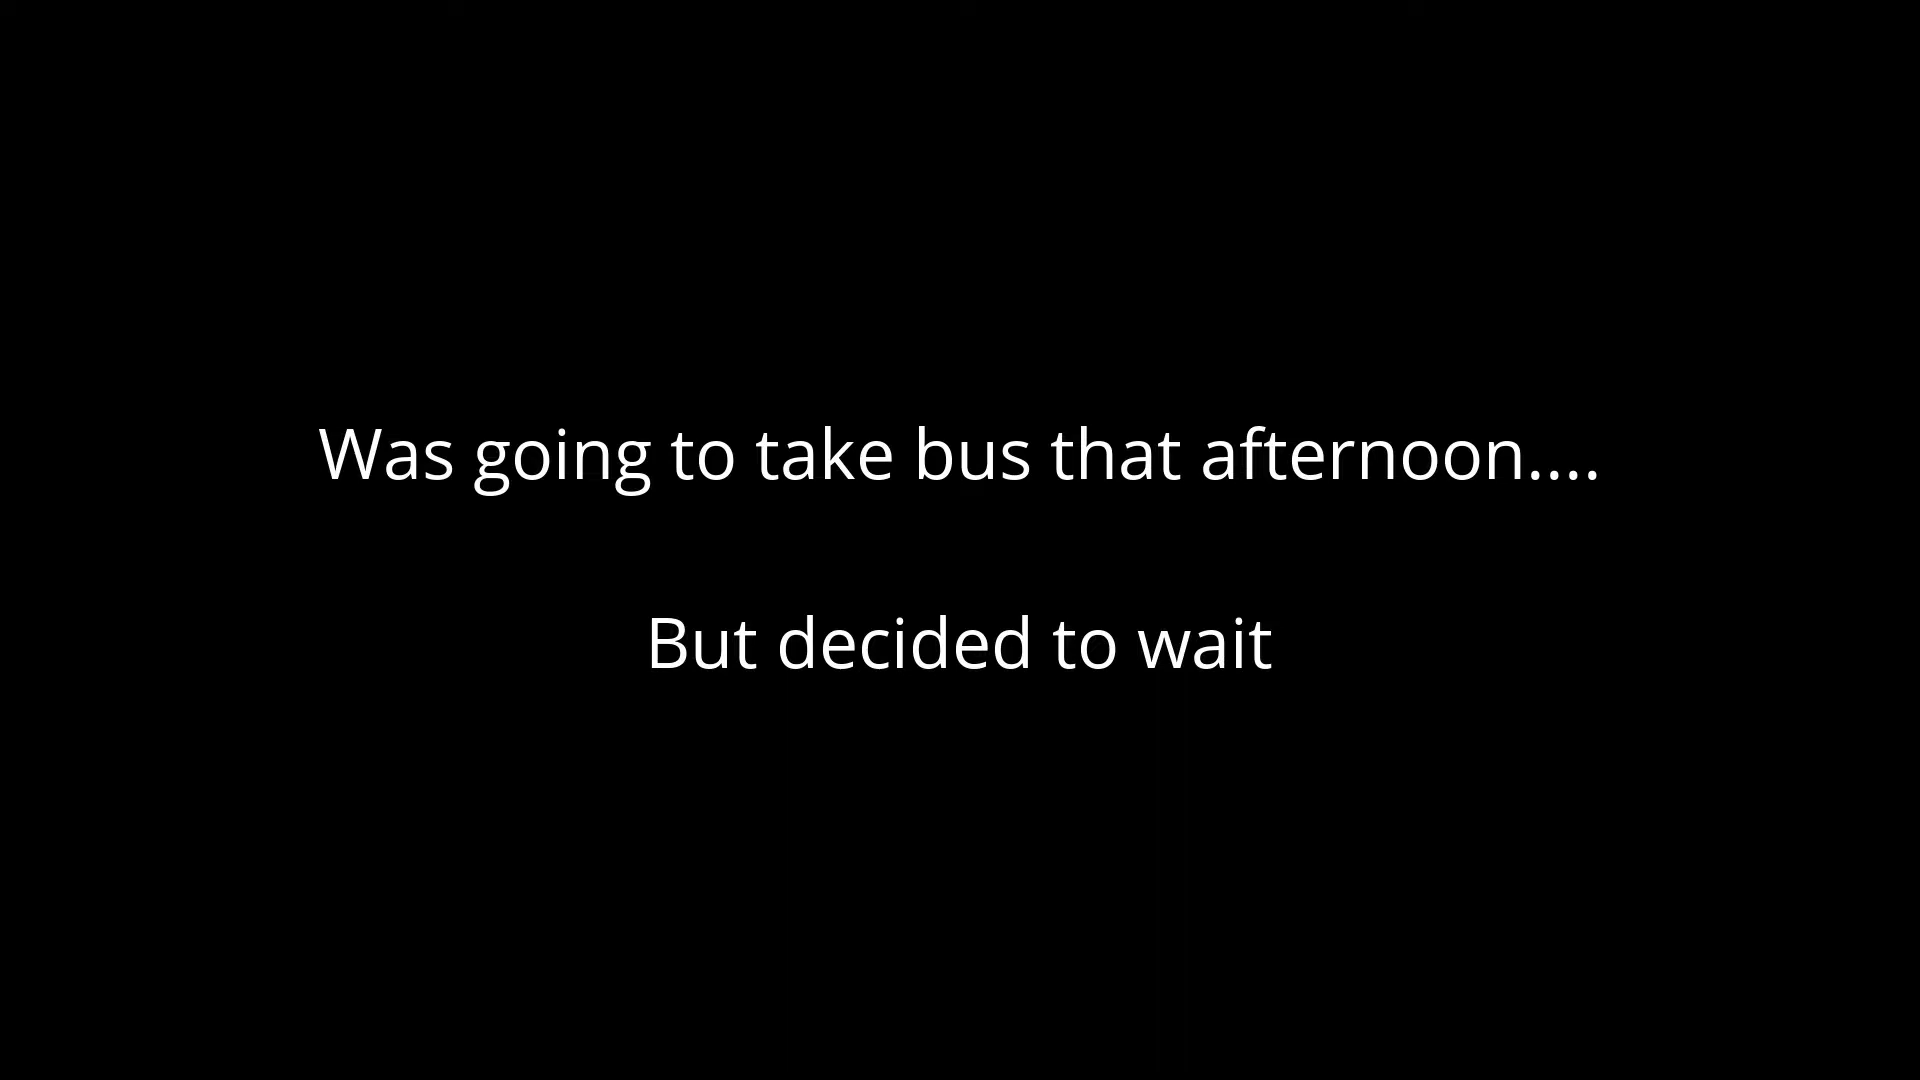 Was going to take bus that afternoon....
But decided to wait